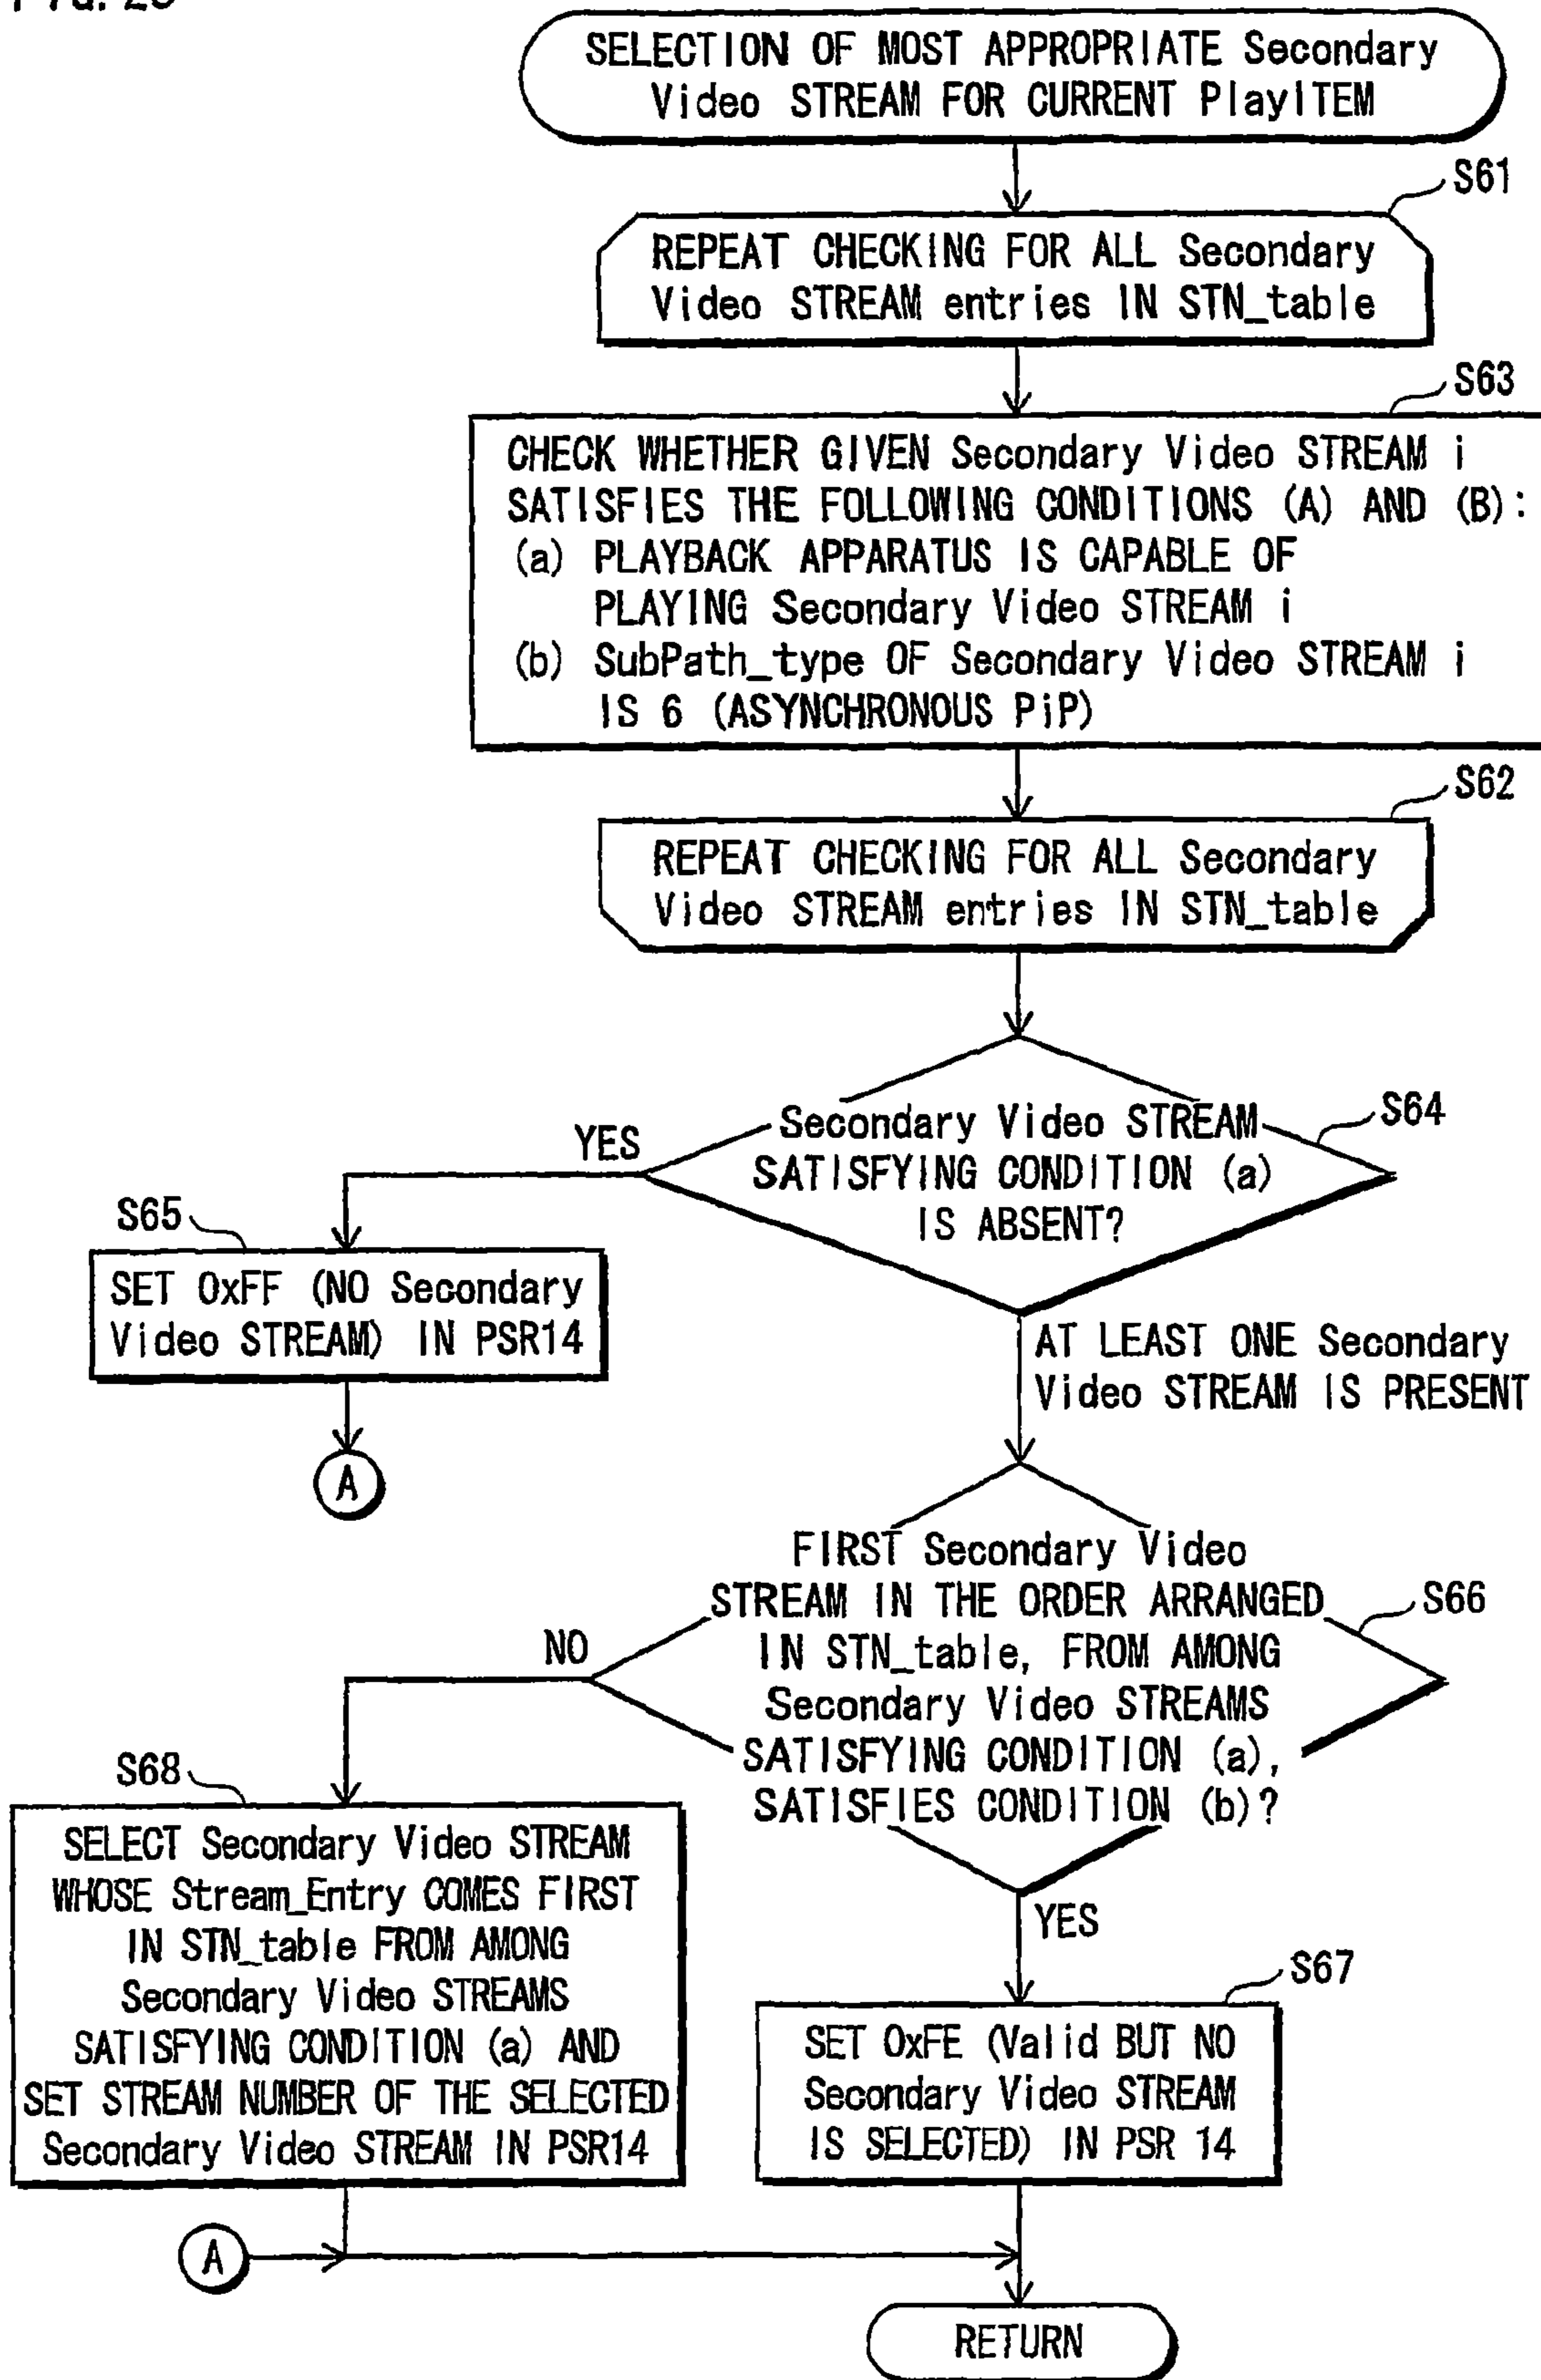 SELECTION OF MOST APPROPRIATE Secondary
Video STREAM FOR CURRENT PlayITEM
S61
REPEAT CHECKING FOR ALL Secondary
Video STREAM entries IN STN_table
S63
CHECK WHETHER GIVEN Secondary Video STREAM i
SATISFIES THE FOLLOWING CONDITIONS (A) AND (B):
(a) PLAYBACK APPARATUS IS CAPABLE OF
PLAYING Secondary Video STREAM i
(b) SubPath_type OF Secondary Video STREAM i
IS 6 (ASYNCHRONOUS PiP)
S62
REPEAT CHECKING FOR ALL Secondary
Video STREAM entries IN STN_table
S64
Secondary Video STREAM
SATISFYING CONDITION (a)
IS ABSENT?
YES
S65
SET 0xFF (NO Secondary
Video STREAM) IN PSR14
A
AT LEAST ONE Secondary
Video STREAM IS PRESENT
S66
FIRST Secondary Video
STREAM IN THE ORDER ARRANGED
IN STN_table, FROM AMONG
Secondary Video STREAMS
SATISFYING CONDITION (a),
SATISFIES CONDITION (b)?
NO
S68
SELECT Secondary Video STREAM
WHOSE Stream_Entry COMES FIRST
IN STN_table FROM AMONG
Secondary Video STREAMS
SATISFYING CONDITION (a) AND
SET STREAM NUMBER OF THE SELECTED
Secondary Video STREAM IN PSR14
YES
S67
SET 0xFE (Valid BUT NO
Secondary Video STREAM
IS SELECTED) IN PSR 14
A
RETURN